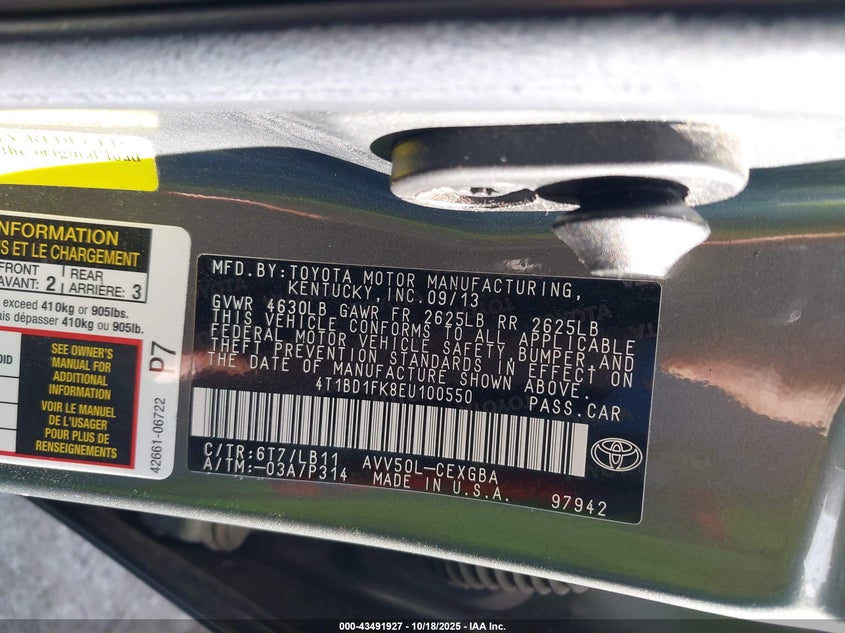 the original load
INFORMATION
US ET LE CHARGEMENT
FRONT
AVANT: 2
REAR
ARRIÈRE: 3
exceed 410kg or 905lbs.
ais dépasser 410kg ou 905lb.
SEE OWNER'S
MANUAL FOR
ADDITIONAL
INFORMATION
VOIR LE MANUEL
DE L'USAGER
POUR PLUS DE
RENSEIGNEMENTS
OID
P7
42661-06722
MFD.BY:TOYOTA MOTOR MANUFACTURING,
KENTUCKY,INC.09/13
GVWR 4630LB GAWR FR 2625LB RR 2625LB
THIS VEHICLE CONFORMS TO ALL APPLICABLE
FEDERAL MOTOR VEHICLE SAFETY,BUMPER AND
THEFT PREVENTION STANDARDS IN EFFECT ON
THE DATE OF MANUFACTURE SHOWN ABOVE.
4T1BD1FK8EU100550 PASS.CAR
C/TR:6T7/LB11 AVV50L-CEXGBA
A/TM:-03A7P314 MADE IN U.S.A.
97942
000-43491927 - 10/18/2025 - IAA Inc.